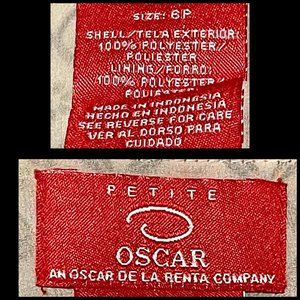 SIZE: 6P
SHELL/TELA EXTERIOR:
100% POLYESTER/
POLIESTER
LINING/FORRO:
100% POLYESTER/
POLIESTER
MADE IN INDONESIA
HECHO EN INDONESIA
SEE REVERSE FOR CARE
VER AL DORSO PARA
CUIDADO
PETITE
OSCAR
AN OSCAR DE LA RENTA COMPANY